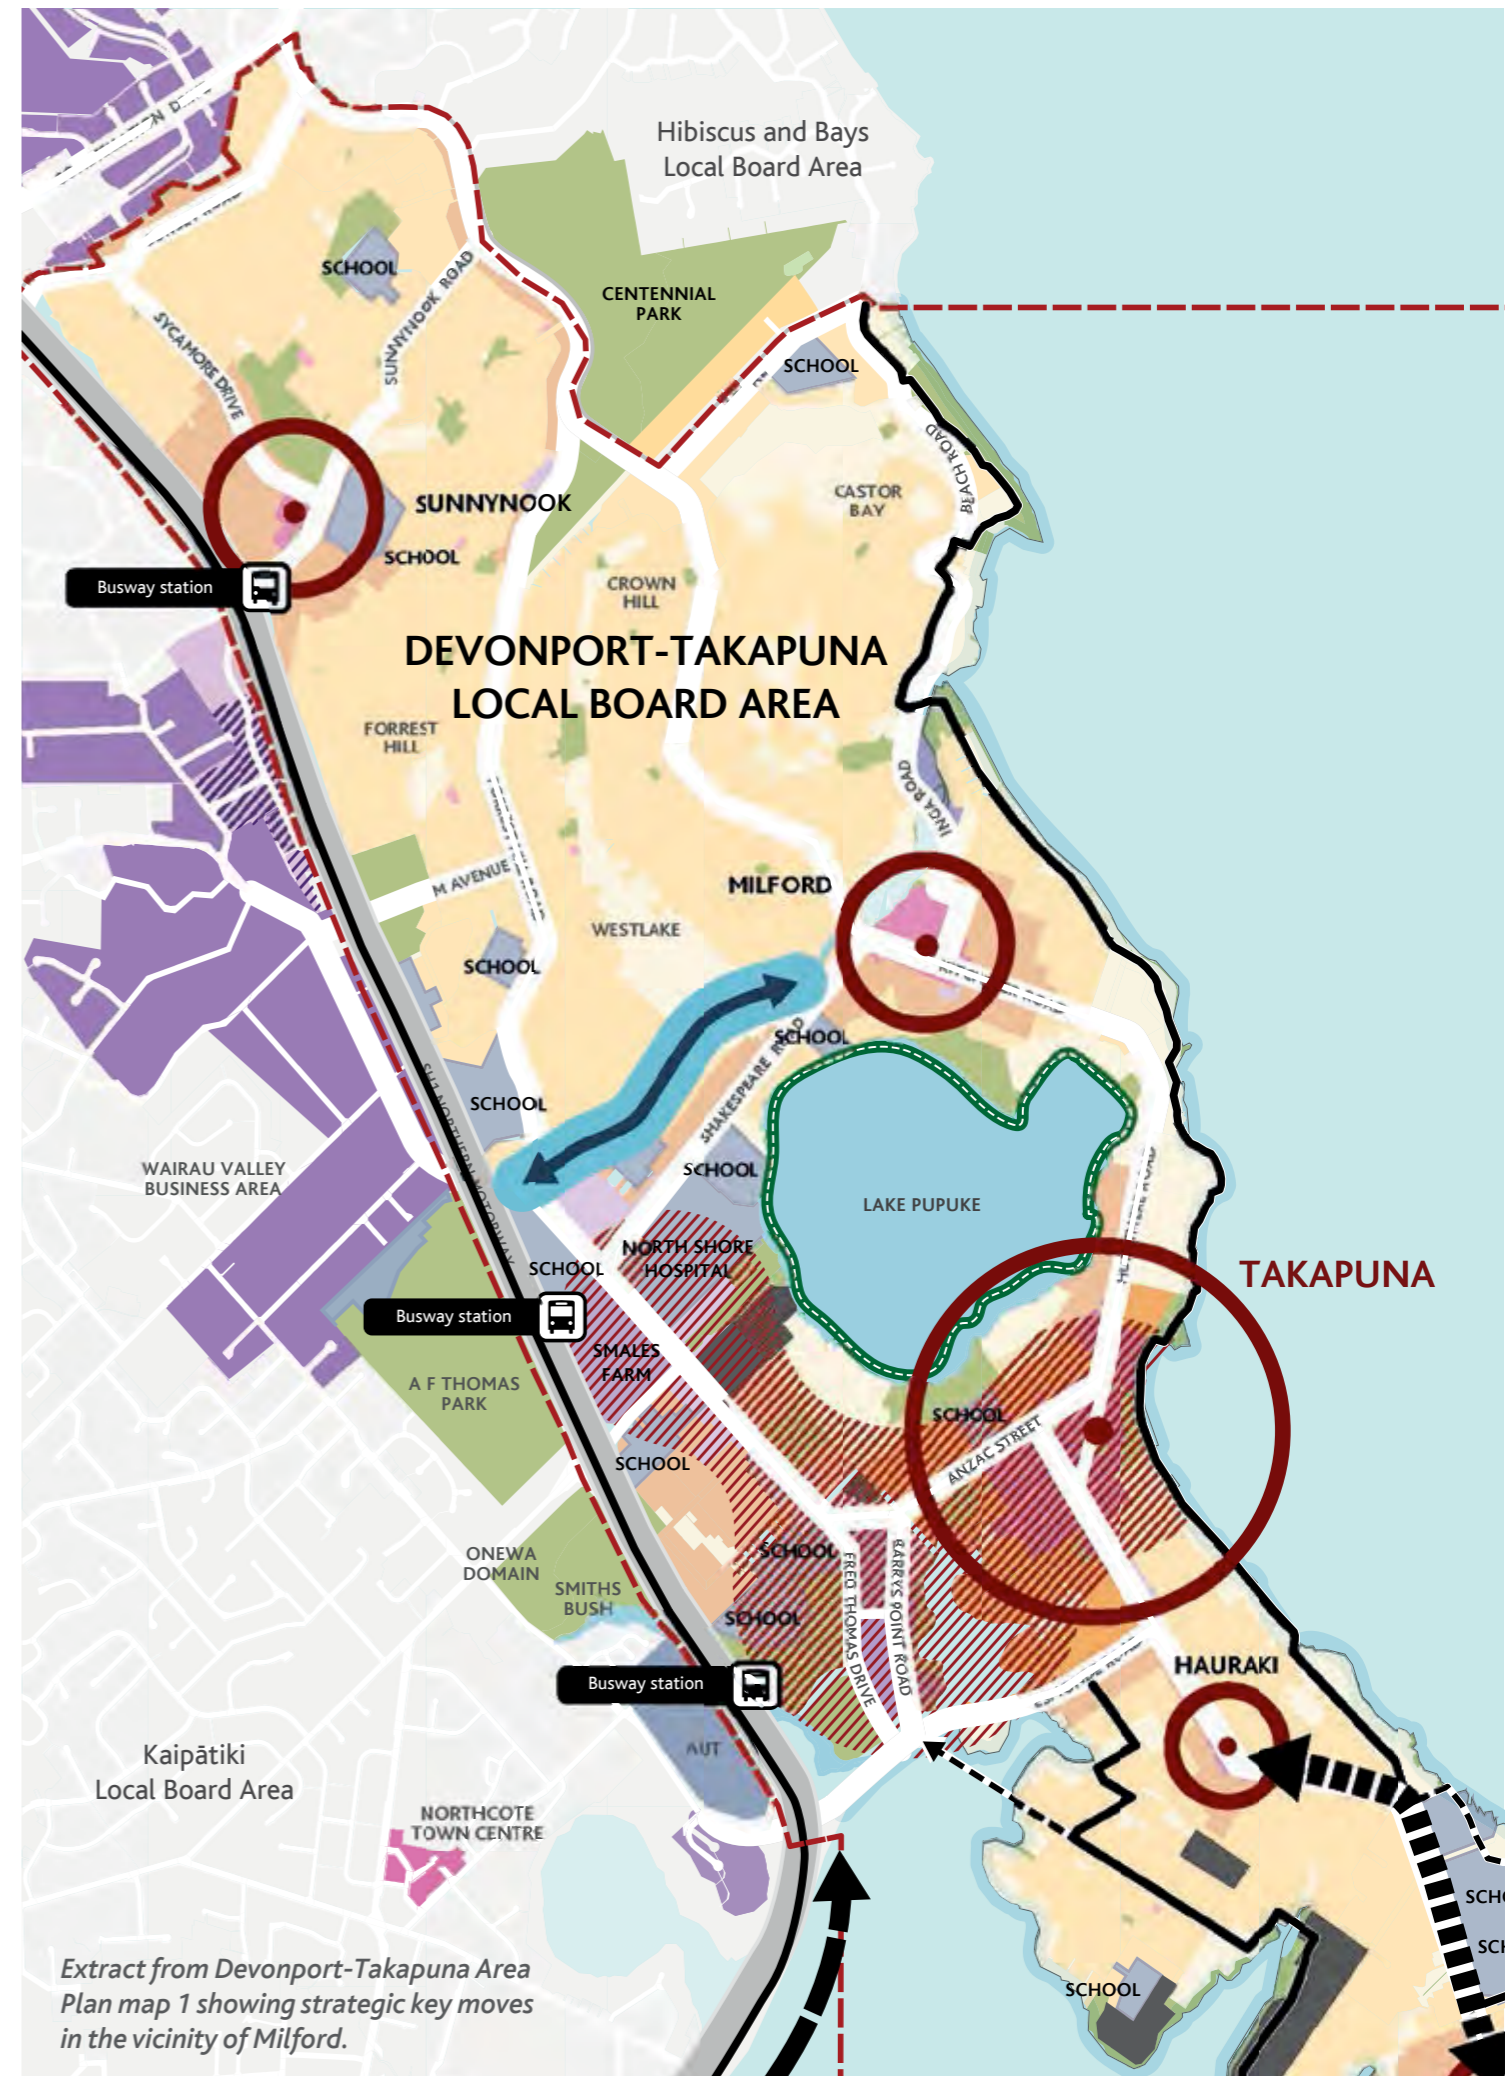 Hibiscus and Bays
Local Board Area
SCHOOL
CENTENNIAL
PARK
SUNNYNOOK ROAD
SYCAMORE DRIVE
SCHOOL
BEACH ROAD
CASTOR
BAY
SUNNYNOOK
SCHOOL
Busway station
CROWN
HILL
DEVONPORT-TAKAPUNA
LOCAL BOARD AREA
FORREST
HILL
INGA ROAD
M AVENUE
MILFORD
WESTLAKE
SCHOOL
SCHOOL
SHAKESPEARE
SCHOOL
SH1 NORTHERN MOTORWAY
WAIRAU VALLEY
BUSINESS AREA
SCHOOL
LAKE PUPUKE
NORTH SHORE
HOSPITAL
SCHOOL
TAKAPUNA
Busway station
SMALES
FARM
A F THOMAS
PARK
SCHOOL
ANZAC STREET
SCHOOL
ONEWA
DOMAIN
SMITHS
BUSH
SCHOOL
FRED THOMAS DRIVE
BARRYS POINT ROAD
SCHOOL
HAURAKI
Busway station
AUT
Kaipātiki
Local Board Area
NORTHCOTE
TOWN CENTRE
SCH
SCH
SCHOOL
Extract from Devonport-Takapuna Area
Plan map 1 showing strategic key moves
in the vicinity of Milford.